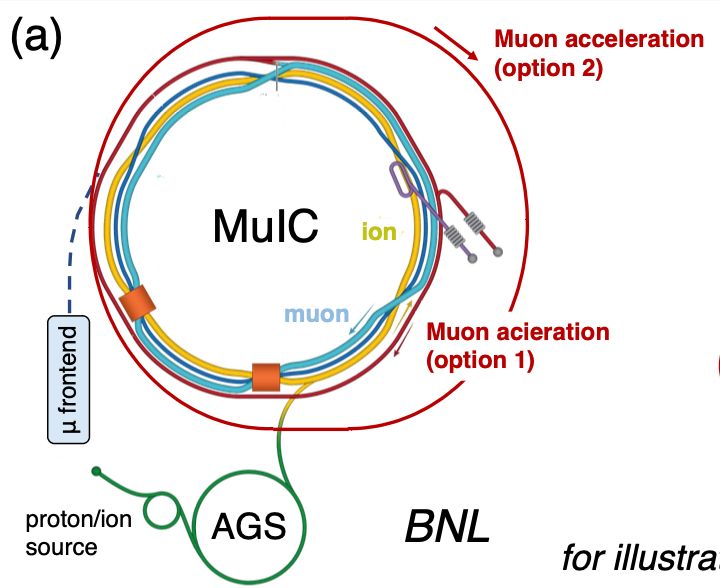 (a)
Muon acceleration
(option 2)
MuIC
ion
muon
Muon acieration
(option 1)
μ frontend
proton/ion
source
AGS
BNL
for illustra